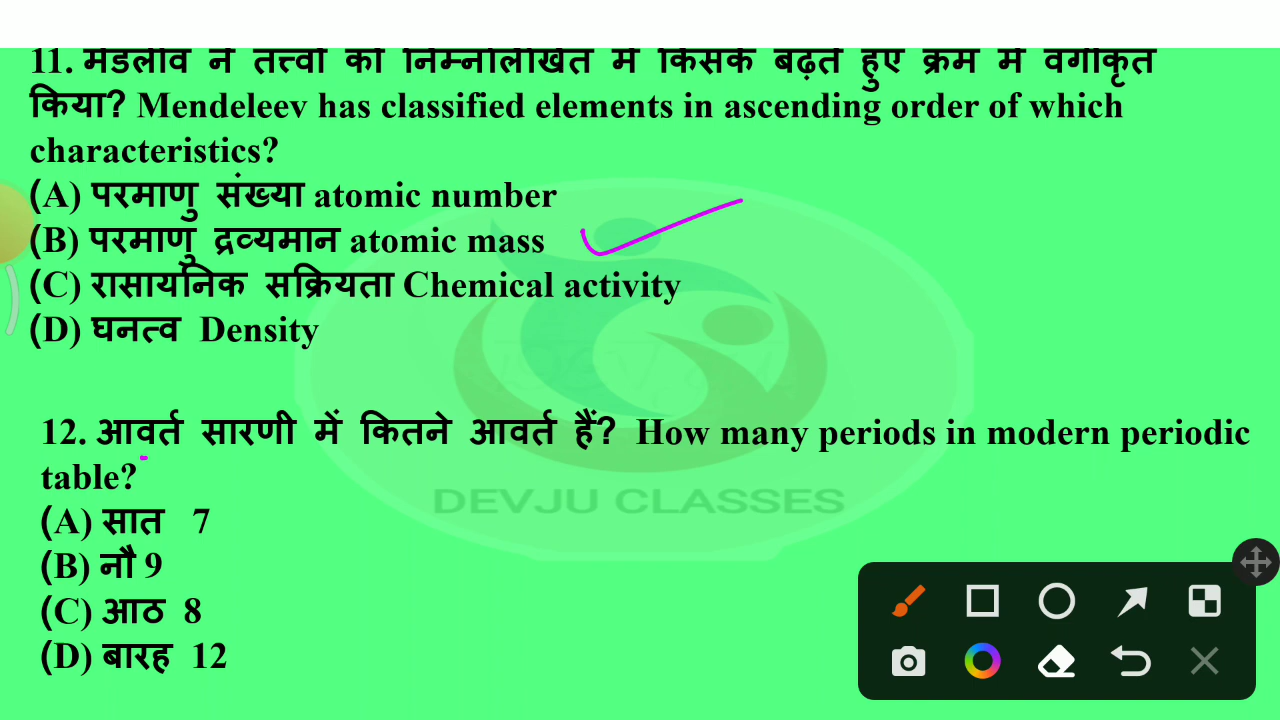 11. मेंडलीव ने तत्त्वों को निम्नलिखित में किसके बढ़ते हुए क्रम में वर्गीकृत
किया? Mendeleev has classified elements in ascending order of which
characteristics?
(A) परमाणु संख्या atomic number
(B) परमाणु द्रव्यमान atomic mass
(C) रासायनिक सक्रियता Chemical activity
(D) घनत्व Density
12. आवर्त सारणी में कितने आवर्त हैं? How many periods in modern periodic
table?
DEVJU CLASSES
(A) सात 7
(B) नौ 9
(C) आठ 8
(D) बारह 12